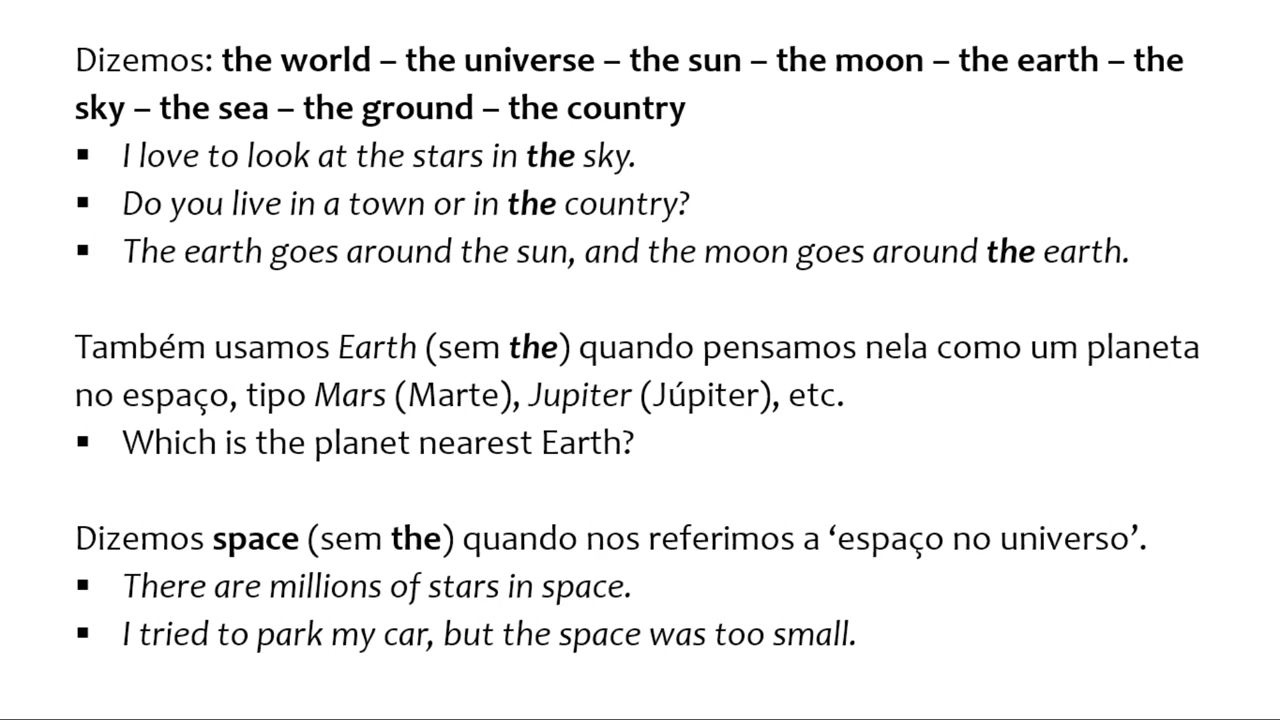 Dizemos: the world – the universe – the sun – the moon – the earth – the
sky – the sea – the ground – the country
▪ I love to look at the stars in the sky.
▪ Do you live in a town or in the country?
▪ The earth goes around the sun, and the moon goes around the earth.
Também usamos Earth (sem the) quando pensamos nela como um planeta
no espaço, tipo Mars (Marte), Jupiter (Júpiter), etc.
▪ Which is the planet nearest Earth?
Dizemos space (sem the) quando nos referimos a ‘espaço no universo’.
▪ There are millions of stars in space.
▪ I tried to park my car, but the space was too small.